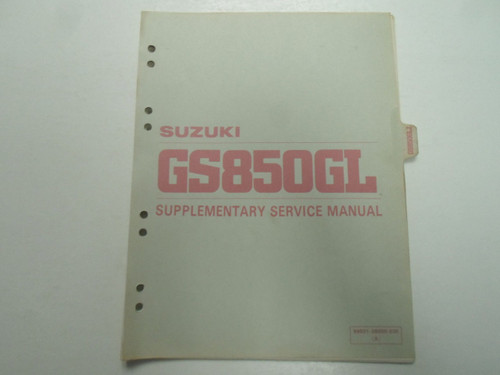 SUZUKI
GS850GL
SUPPLEMENTARY SERVICE MANUAL